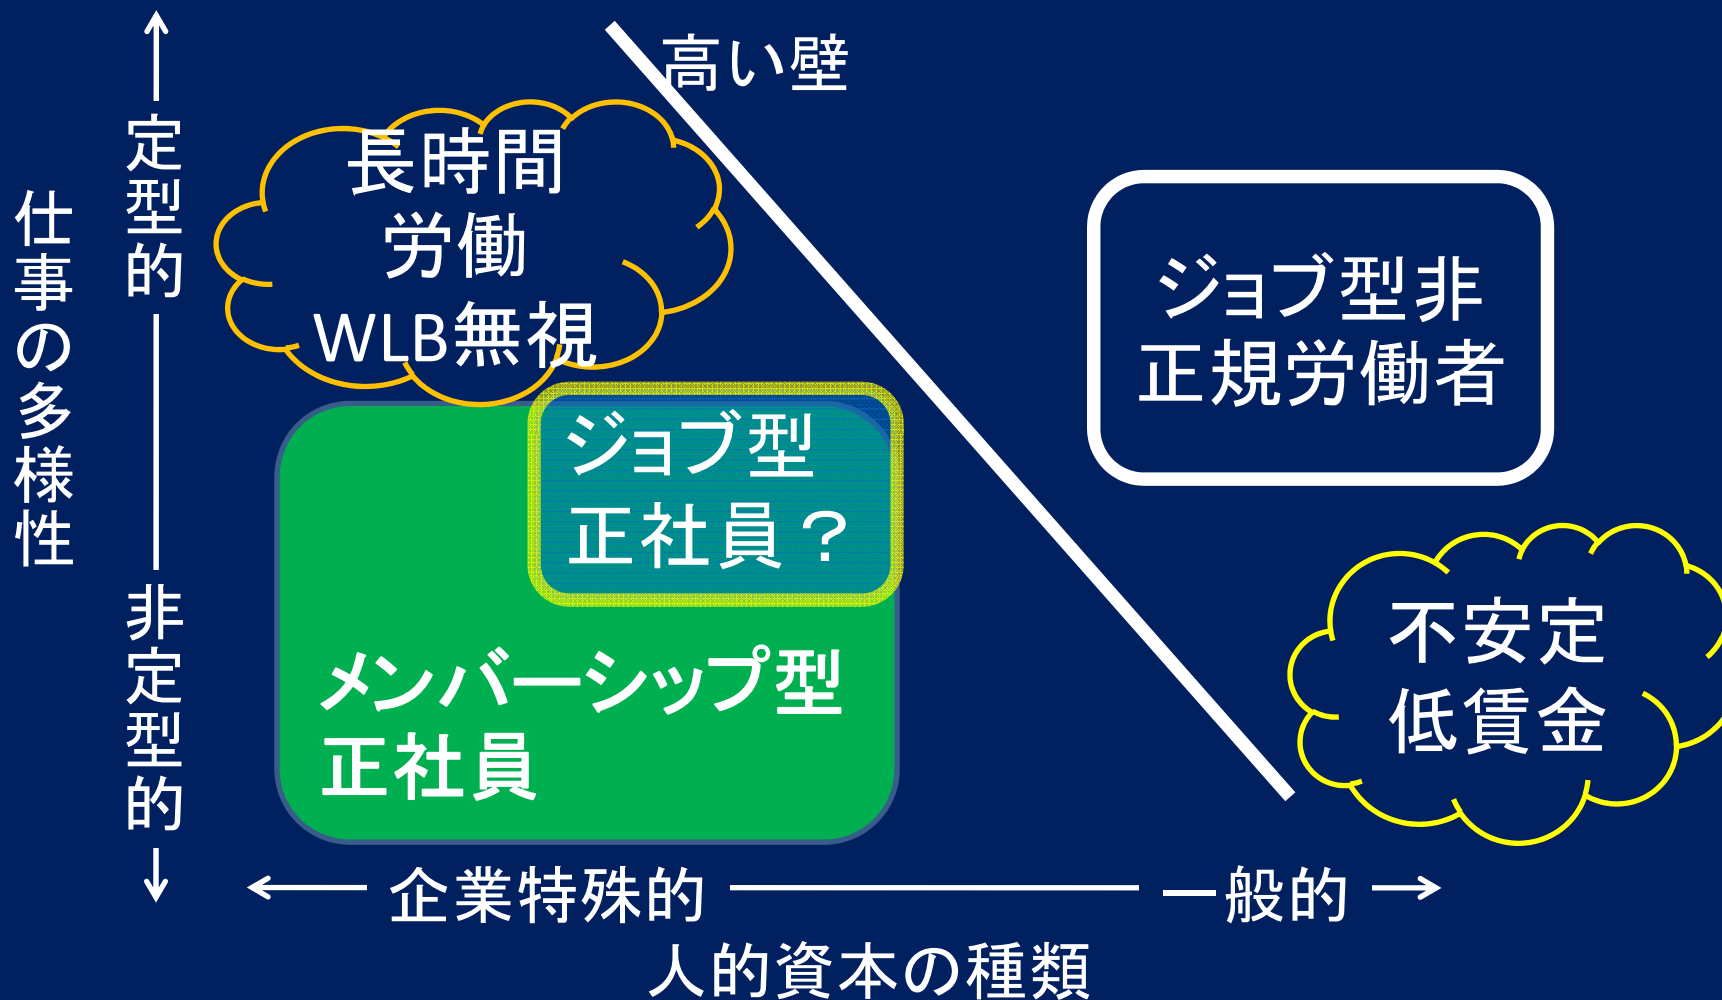 高い壁
定型的
仕事の多様性
非定型的
長時間
労働
WLB無視
ジョブ型非
正規労働者
ジョブ型
正社員？
メンバーシップ型
正社員
不安定
低賃金
企業特殊的
一般的
人的資本の種類